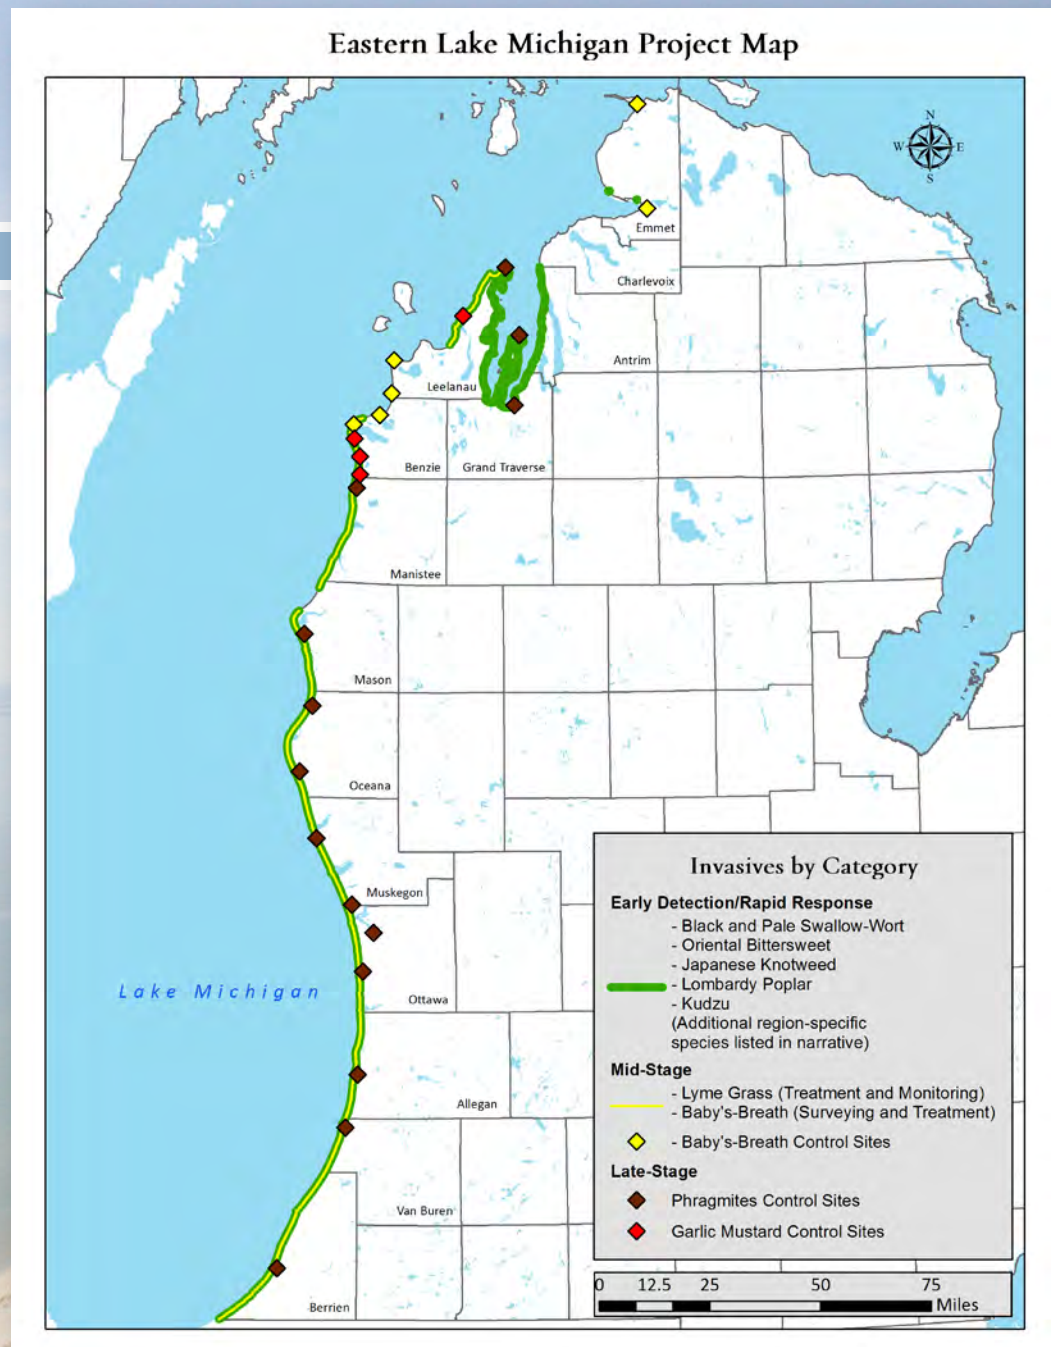 Eastern Lake Michigan Project Map
N
W E
S
Emmet
Charlevoix
Antrim
Leelanau
Benzie
Grand Traverse
Manistee
Mason
Oceana
Muskegon
Lake Michigan
Ottawa
Allegan
Van Buren
Berrien
Invasives by Category
Early Detection/Rapid Response
- Black and Pale Swallow-Wort
- Oriental Bittersweet
- Japanese Knotweed
- Lombardy Poplar
- Kudzu
(Additional region-specific
species listed in narrative)
Mid-Stage
- Lyme Grass (Treatment and Monitoring)
- Baby's-Breath (Surveying and Treatment)
- Baby's-Breath Control Sites
Late-Stage
Phragmites Control Sites
Garlic Mustard Control Sites
0 12.5 25 50 75
Miles